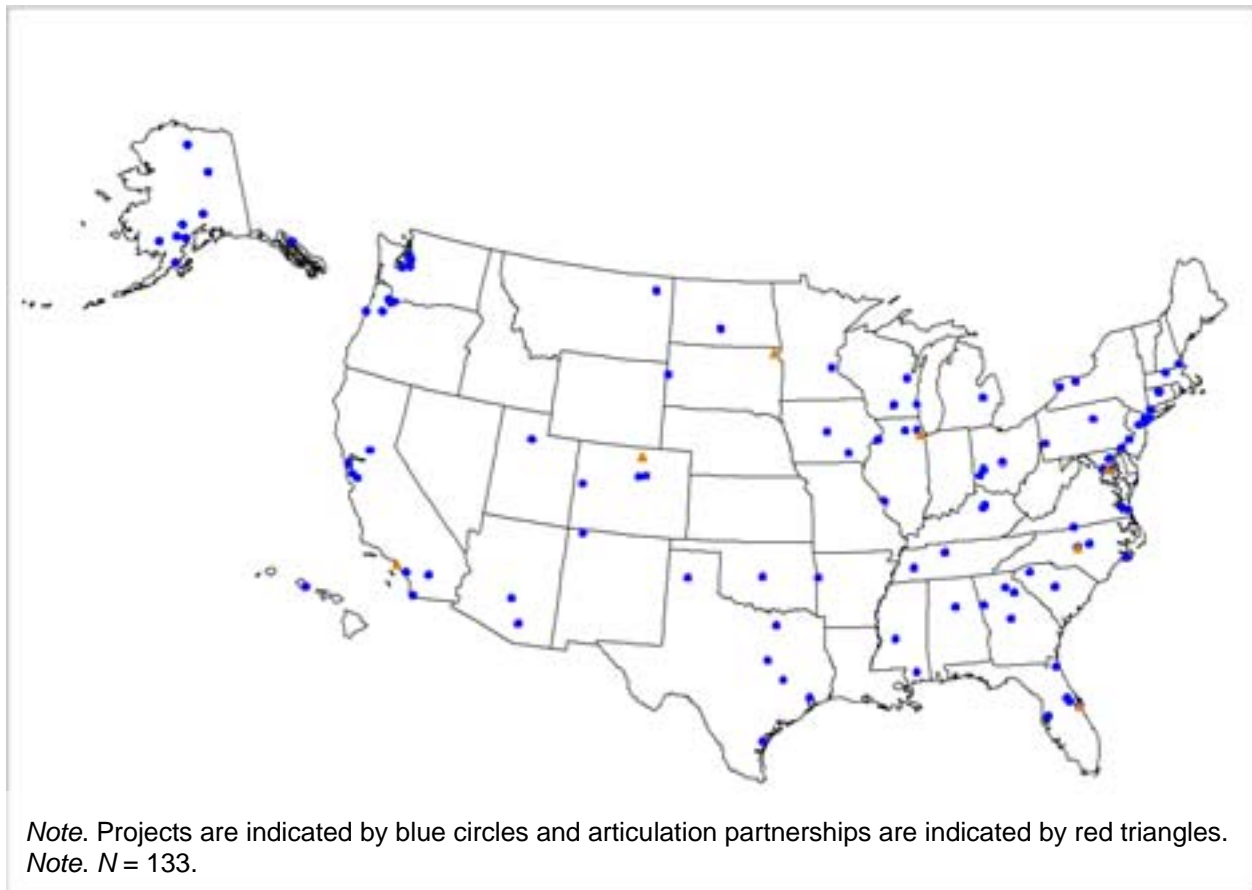 Note. Projects are indicated by blue circles and articulation partnerships are indicated by red triangles.
Note. N = 133.